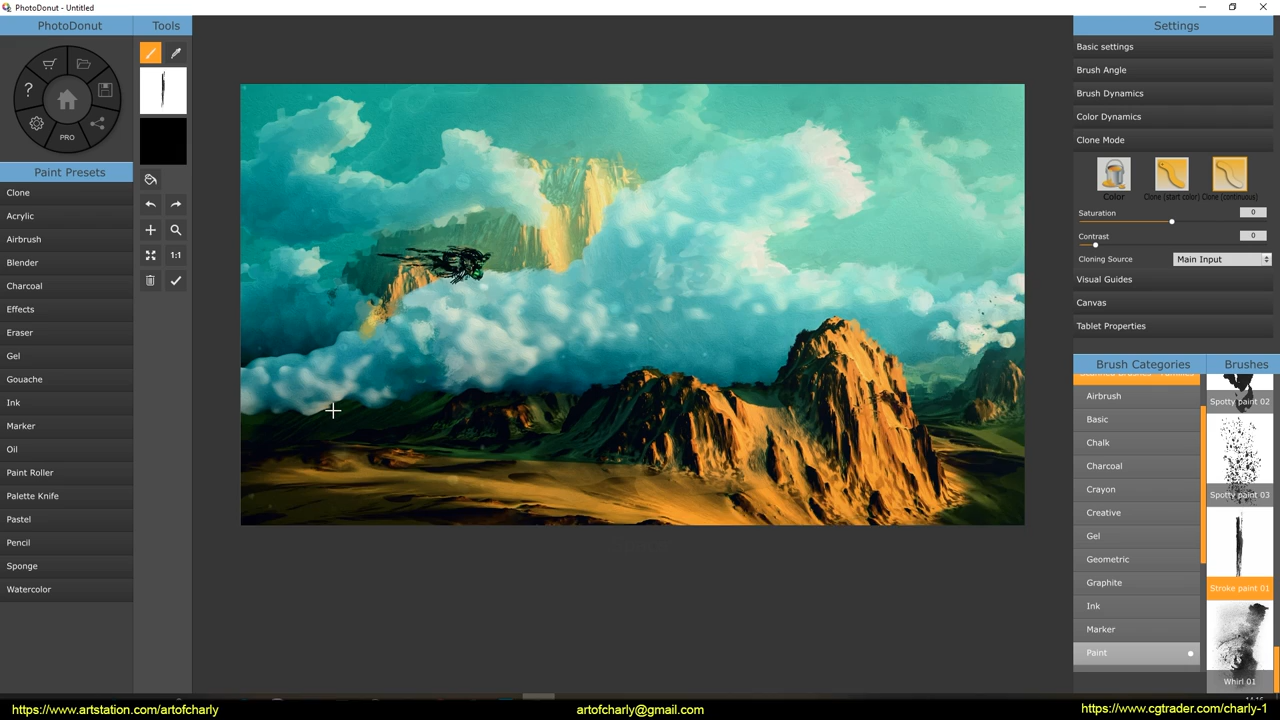 PhotoDonut - Untitled
PhotoDonut
Tools
Settings
?
PRO
Paint Presets
Clone
Acrylic
Airbrush
Blender
Charcoal
Effects
Eraser
Gel
Gouache
Ink
Marker
Oil
Paint Roller
Palette Knife
Pastel
Pencil
Sponge
Watercolor
1:1
Basic settings
Brush Angle
Brush Dynamics
Color Dynamics
Clone Mode
Color
Clone (start color)
Clone (continuous)
Saturation
0
Contrast
0
Cloning Source
Main Input
Visual Guides
Canvas
Tablet Properties
Brush Categories
Airbrush
Basic
Chalk
Charcoal
Crayon
Creative
Gel
Geometric
Graphite
Ink
Marker
Paint
Brushes
Spotty paint 02
Spotty paint 03
Stroke paint 01
Whirl 01
https://www.artstation.com/artofcharly
artofcharly@gmail.com
https://www.cgtrader.com/charly-1